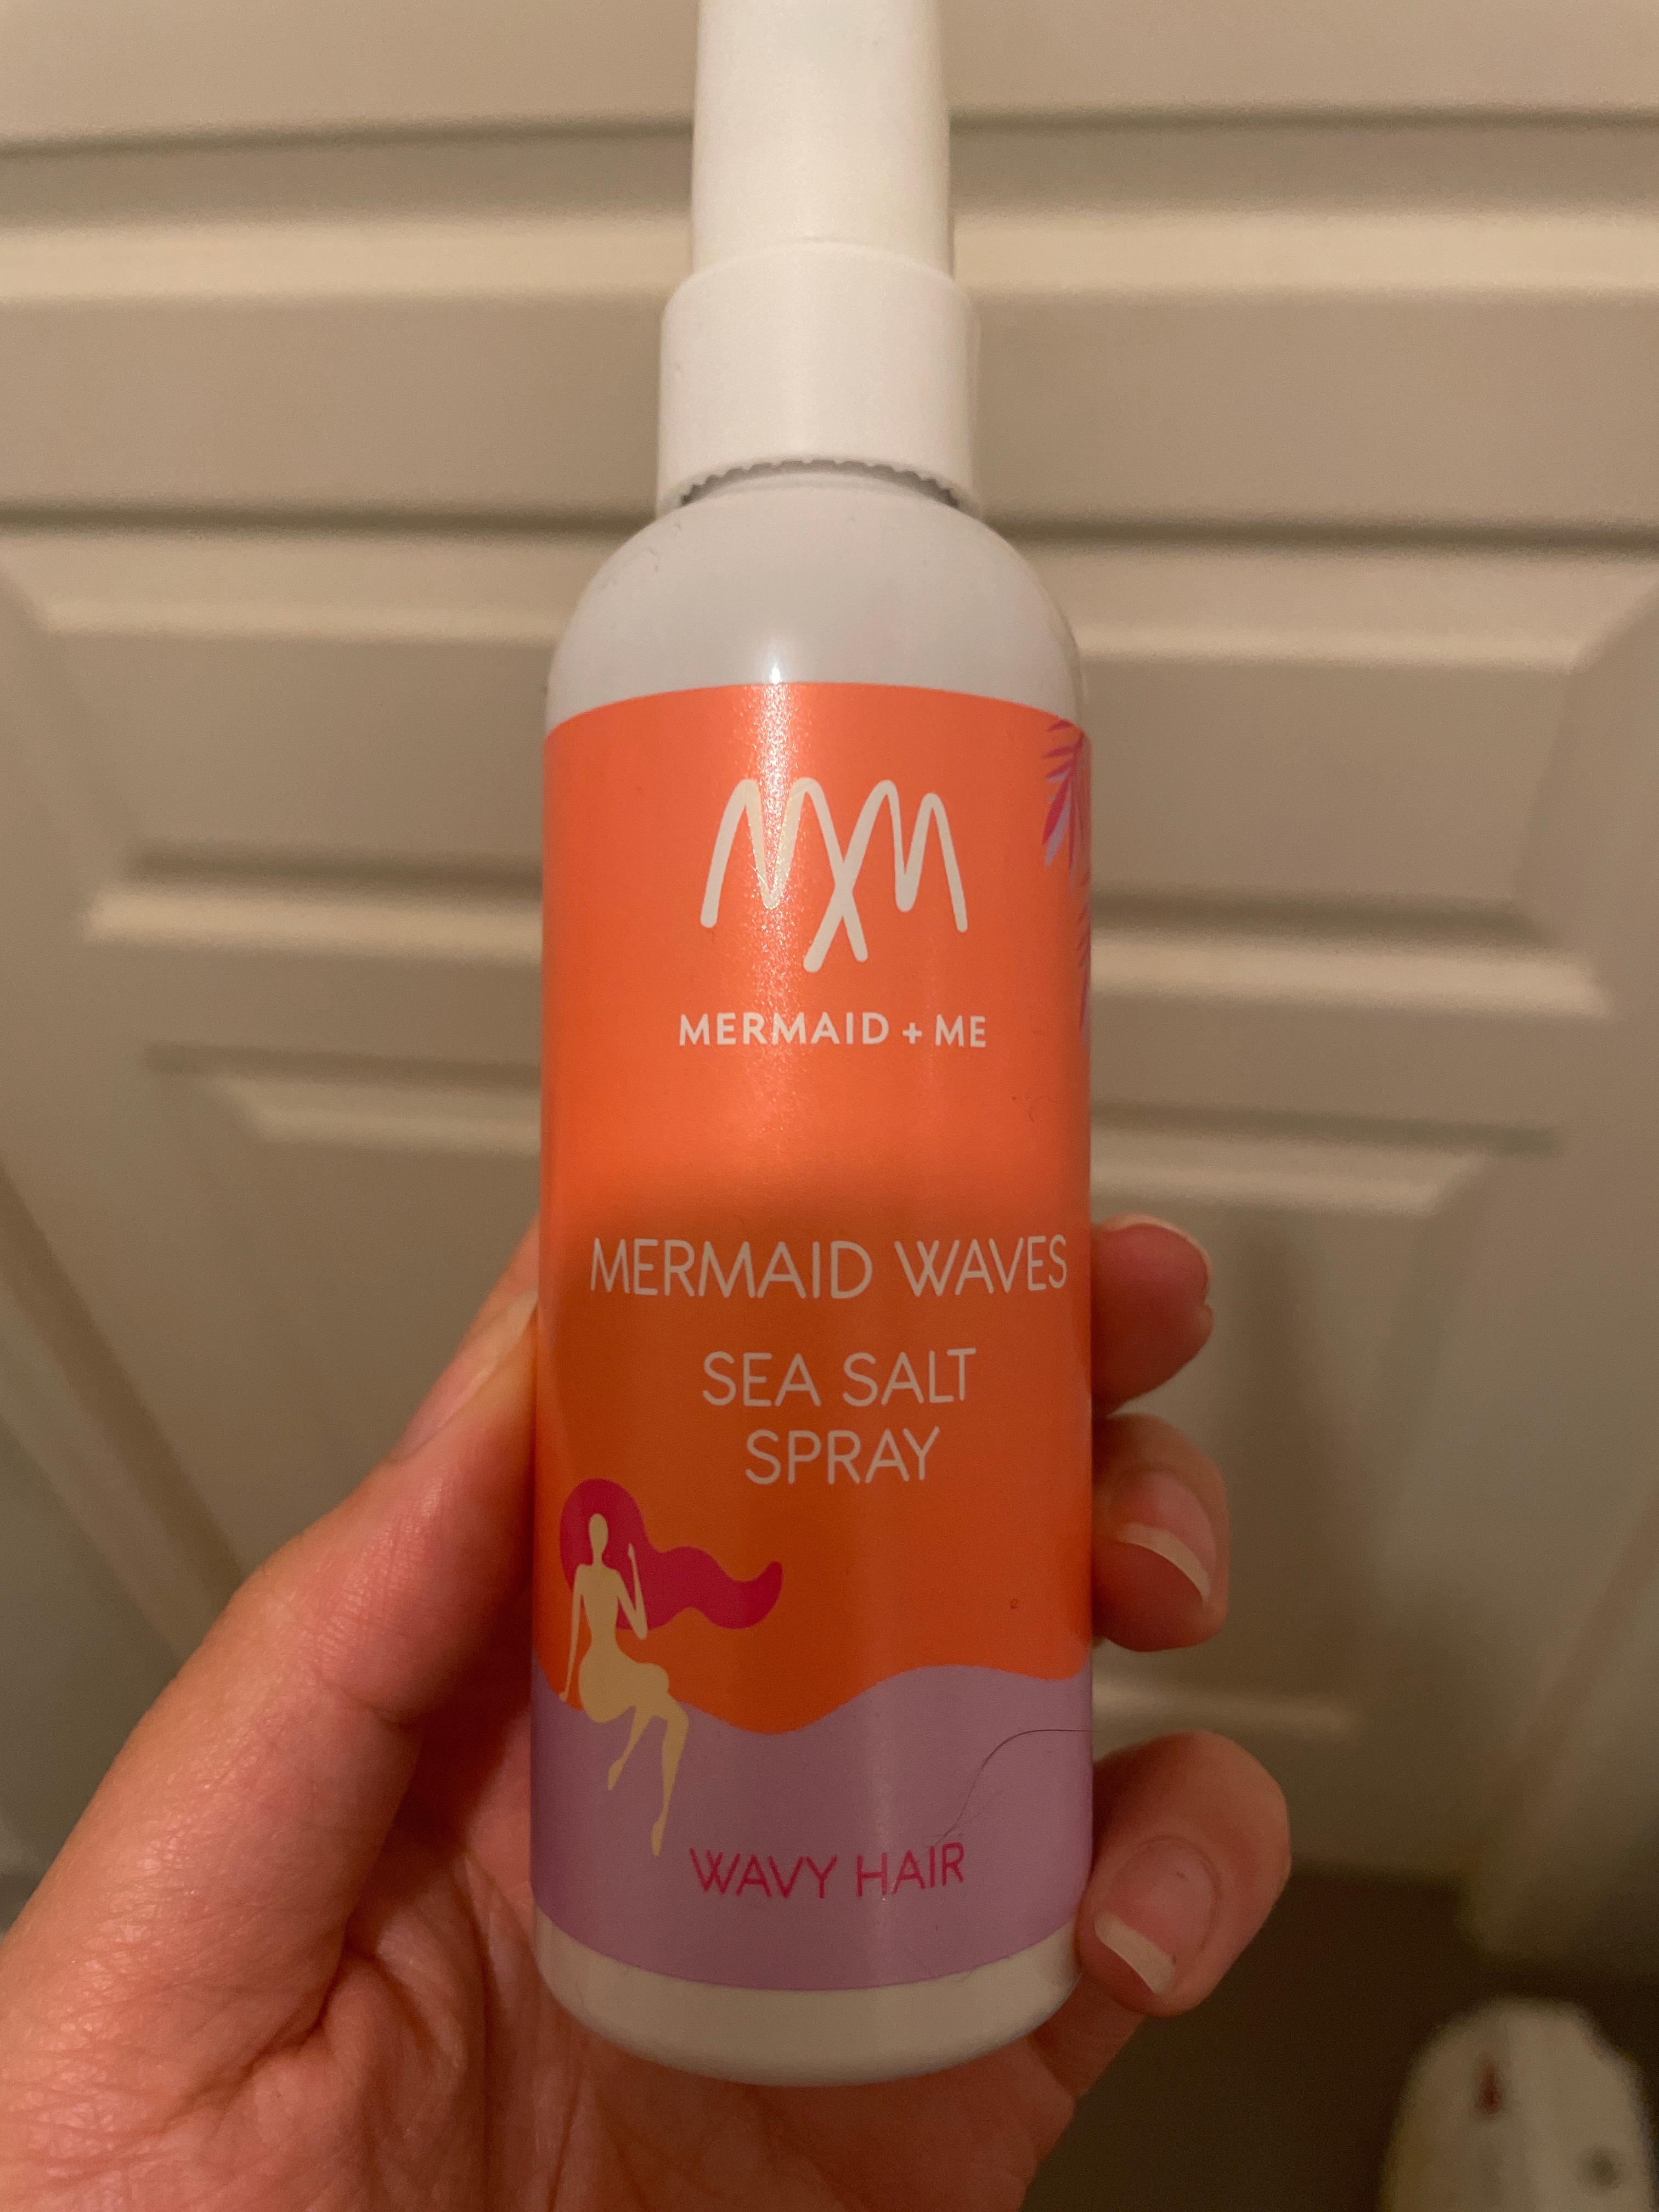 MXM
MERMAID + ME
MERMAID WAVES
SEA SALT
SPRAY
WAVY HAIR